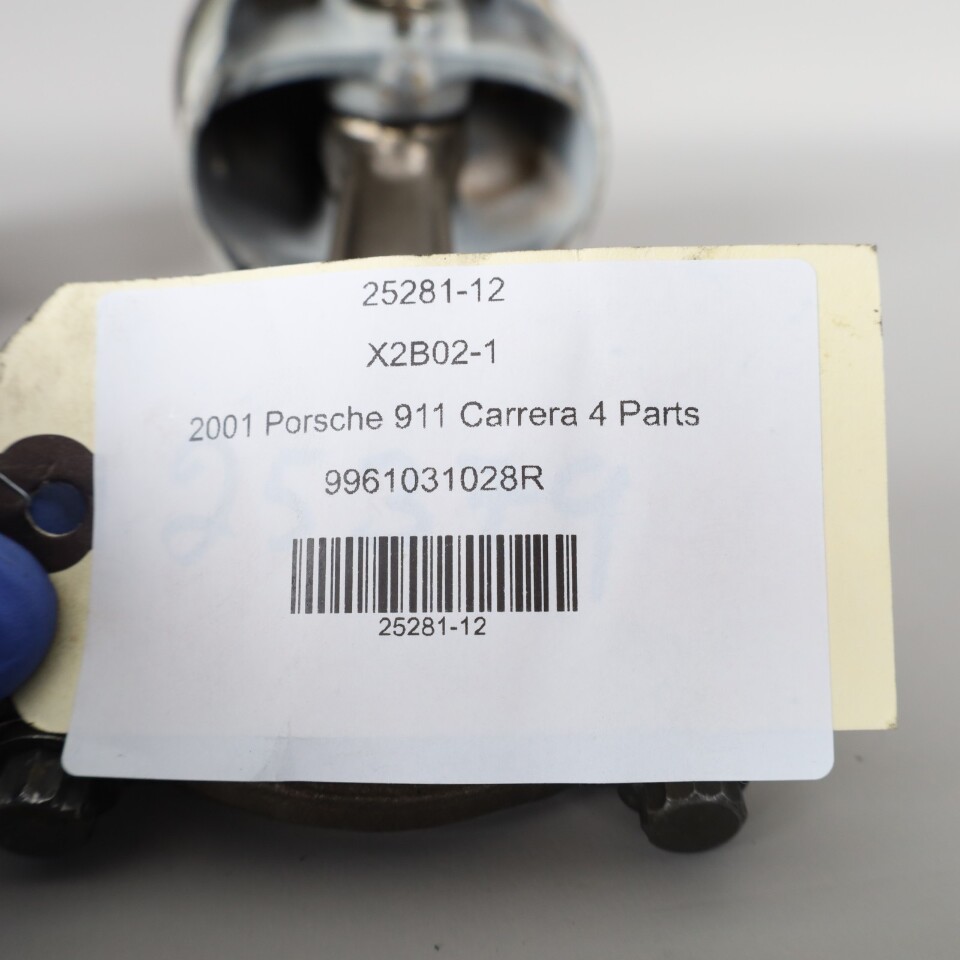 25281-12
X2B02-1
2001 Porsche 911 Carrera 4 Parts
9961031028R
25281-12